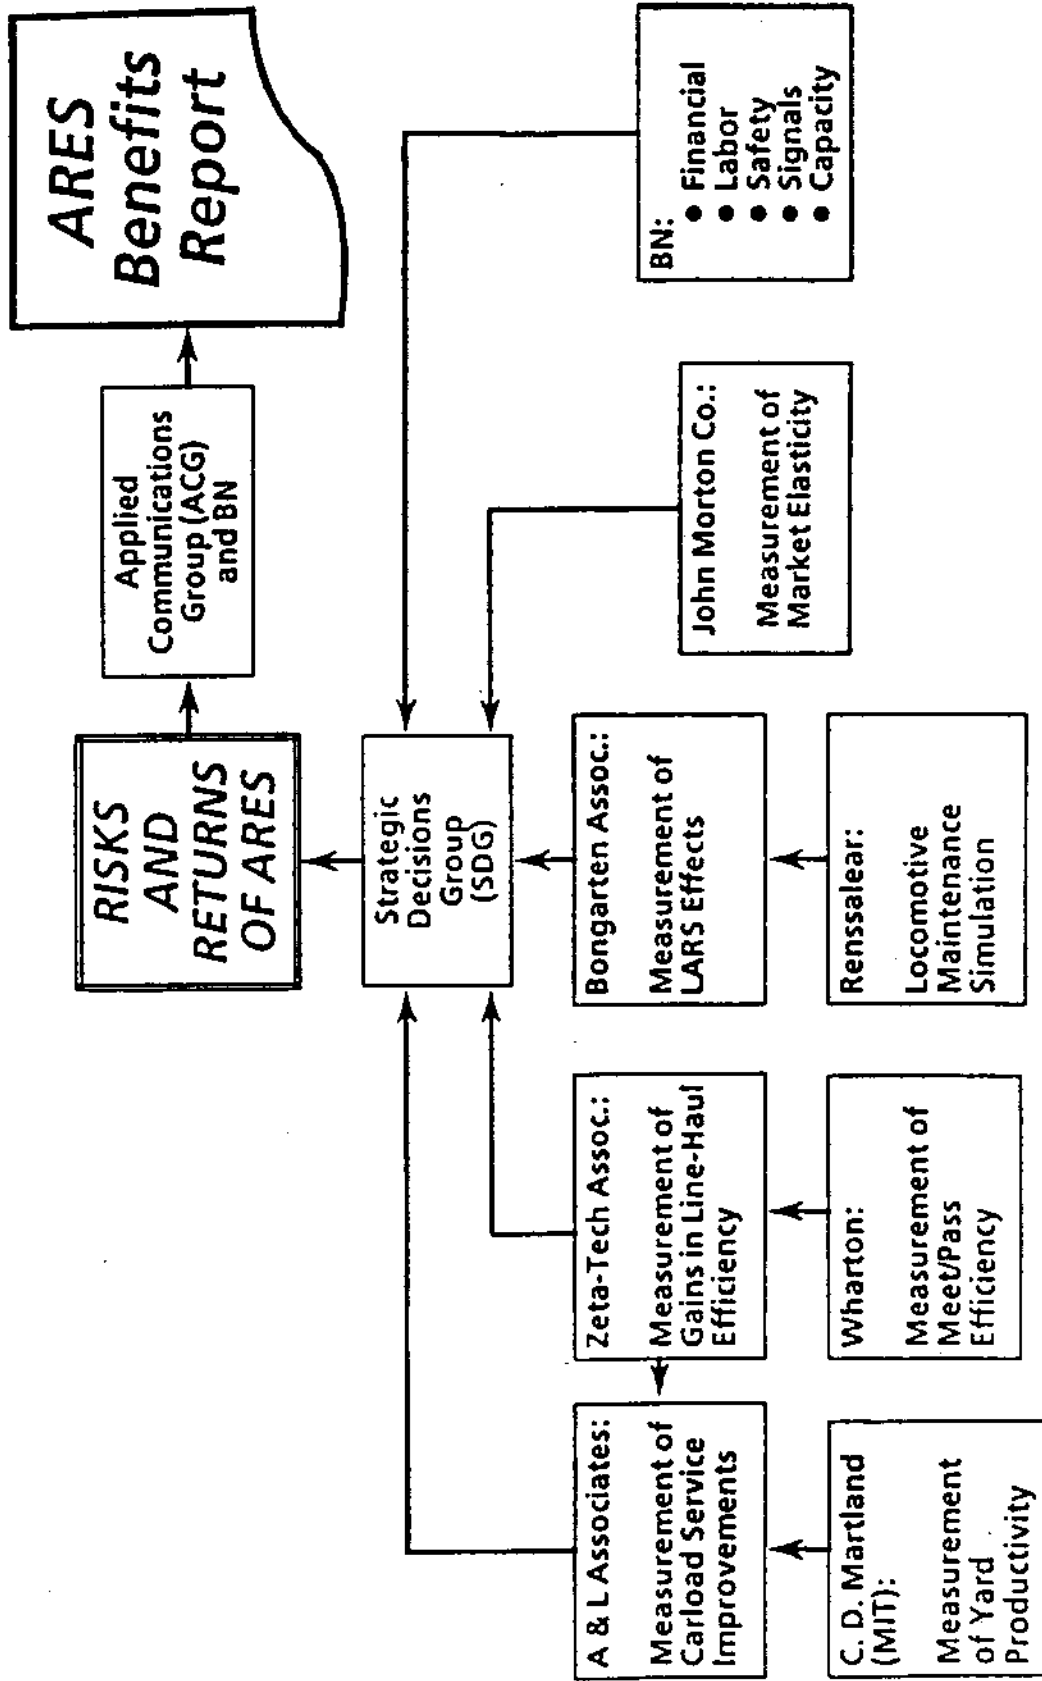 ARES
Benefits
Report
Applied
Communications
Group (ACG)
and BN
RISKS
AND
RETURNS
OF ARES
Strategic
Decisions
Group
(SDG)
A & L Associates:
Measurement of
Carload Service
Improvements
Zeta-Tech Assoc.:
Measurement of
Gains in Line-Haul
Efficiency
Bongarten Assoc.:
Measurement of
LARS Effects
John Morton Co.:
Measurement of
Market Elasticity
BN:
● Financial
● Labor
● Safety
● Signals
● Capacity
C. D. Martland
(MIT):
Measurement
of Yard
Productivity
Wharton:
Measurement of
Meet/Pass
Efficiency
Renssalear:
Locomotive
Maintenance
Simulation